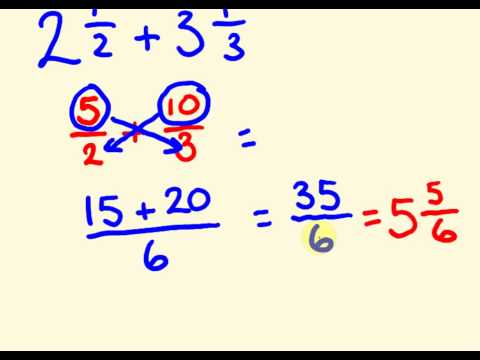 2 1/2 + 3 1/3
5/2 + 10/3 =
15 + 20/6 = 35/6 = 5 5/6